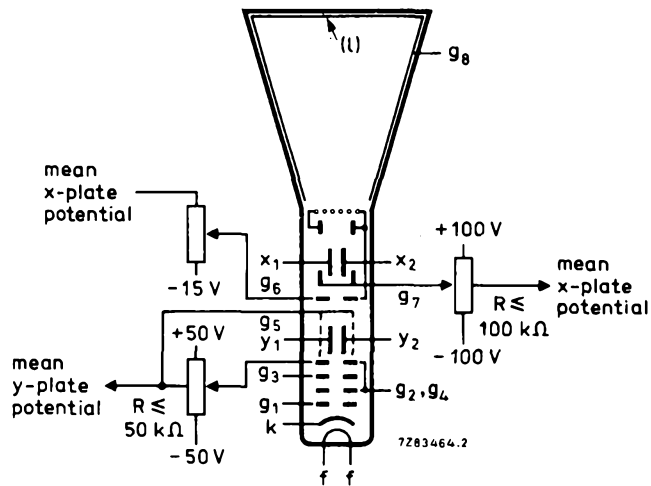 (l)
g8
mean
x-plate
potential
-15 V
x1
x2
g6
g7
+100 V
R ≤
100 kΩ
-100 V
mean
x-plate
potential
g5
+50 V
y1
y2
mean
y-plate
potential
R ≤
50 kΩ
-50 V
g3
g2, g4
g1
k
7Z83464.2
f f